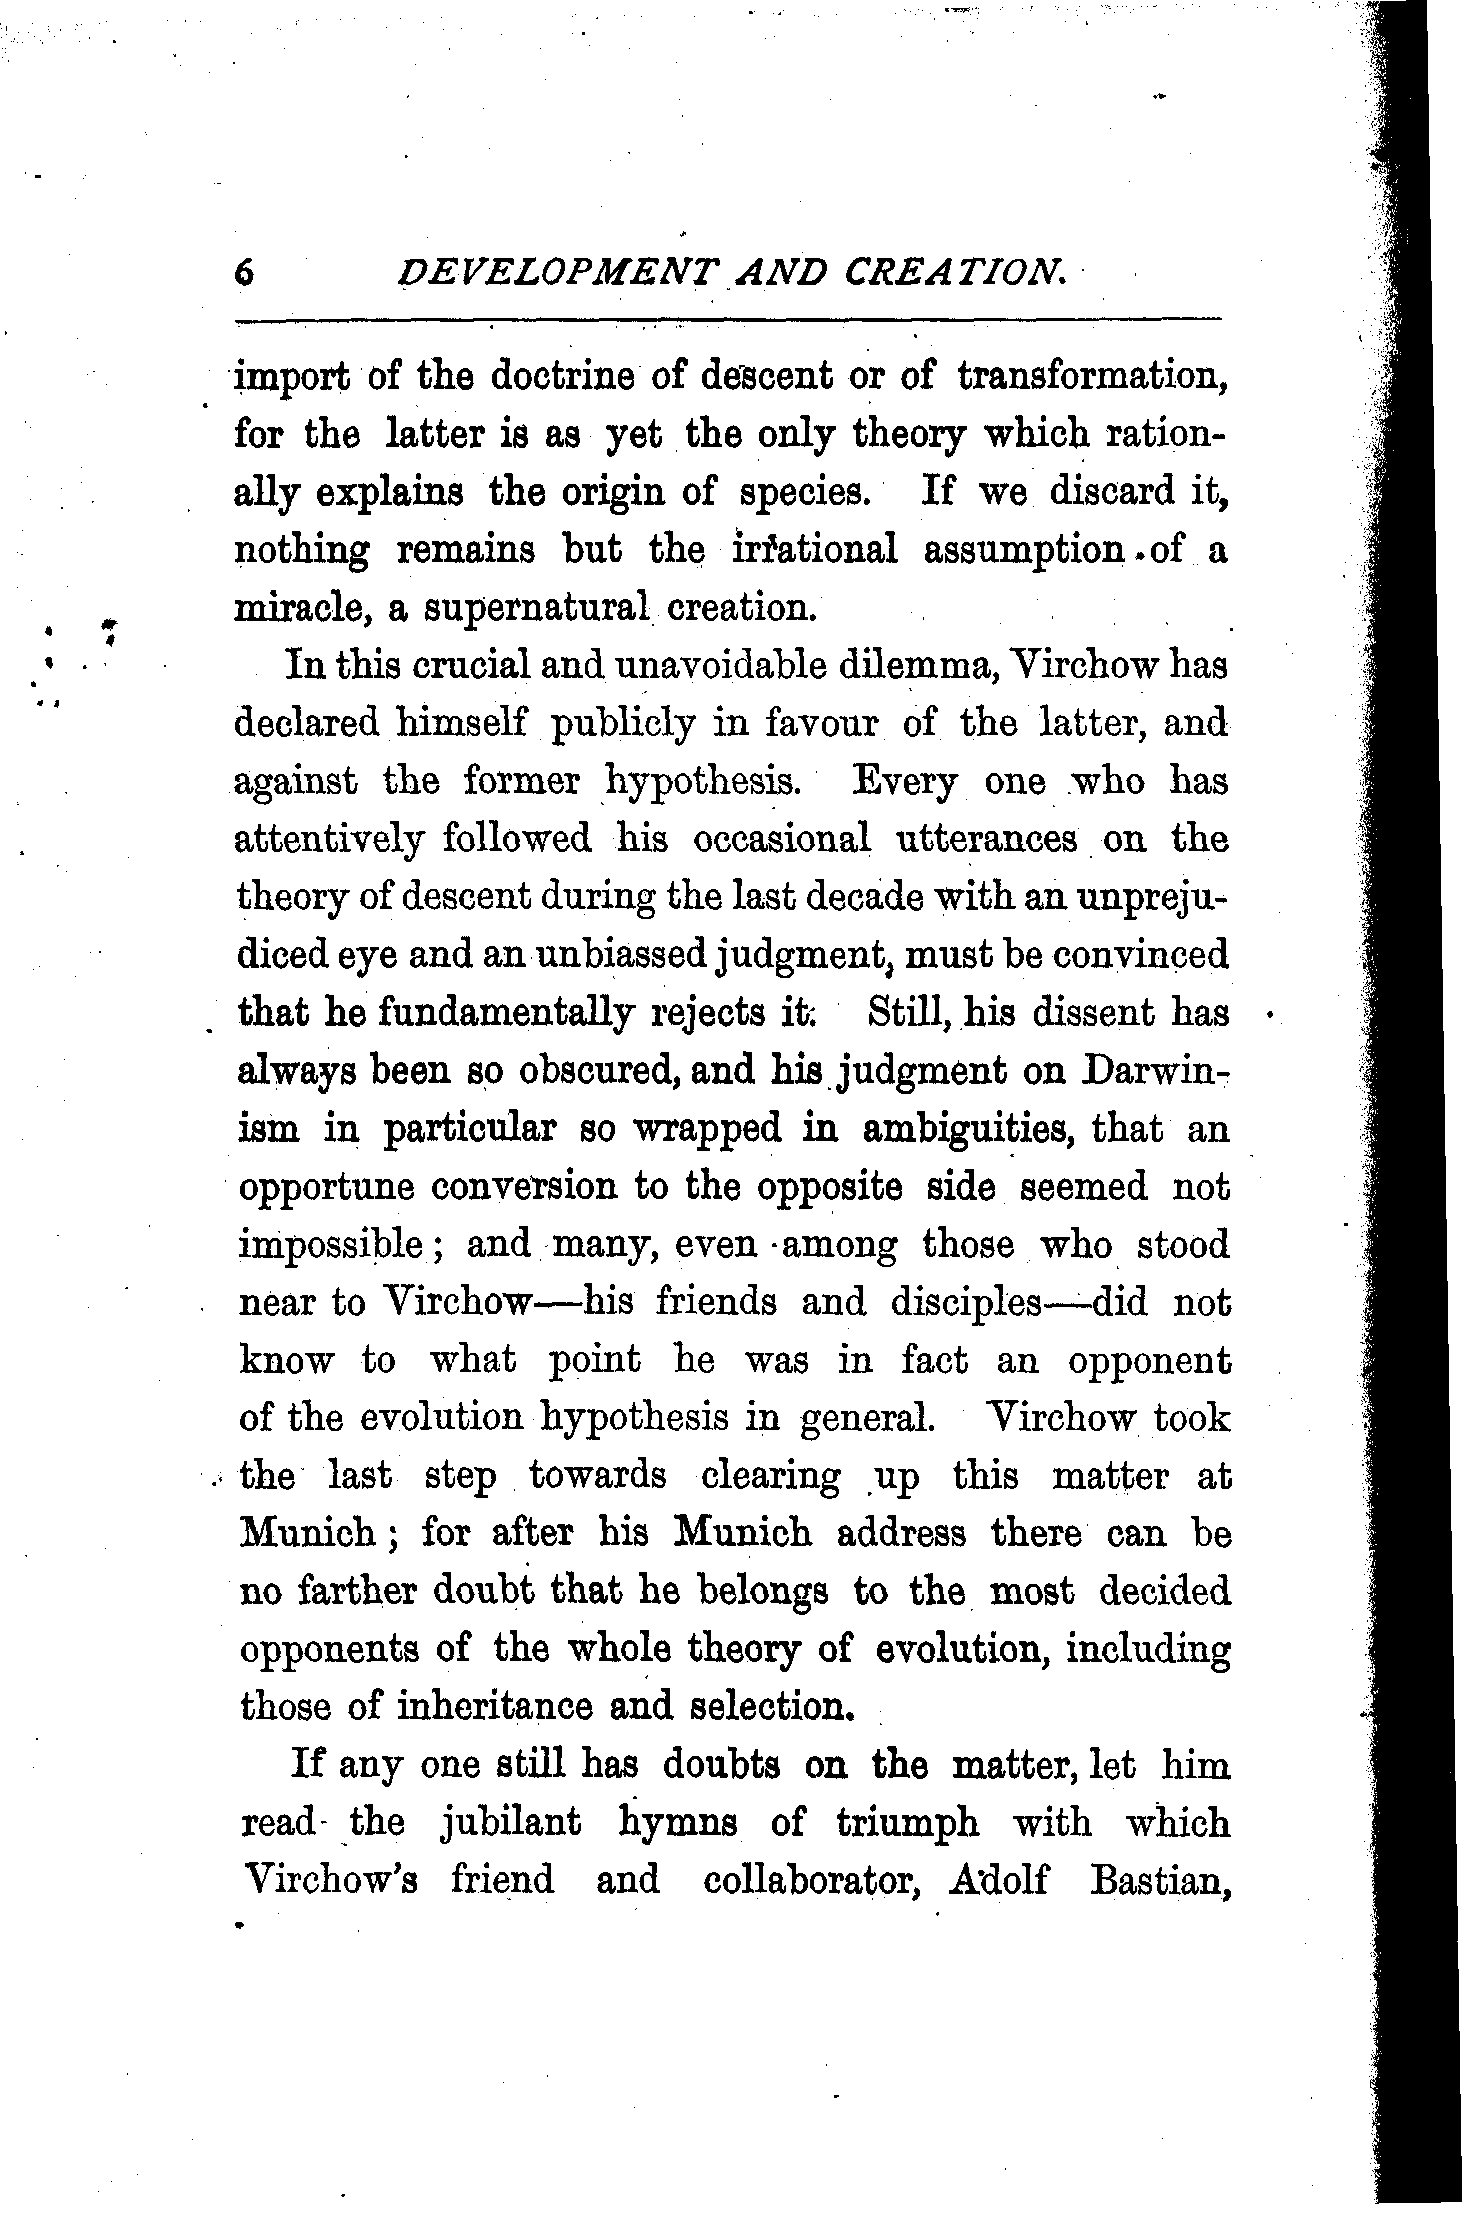 6 DEVELOPMENT AND CREATION.
import of the doctrine of descent or of transformation,
for the latter is as yet the only theory which ration-
ally explains the origin of species. If we discard it,
nothing remains but the irrational assumption of a
miracle, a supernatural creation.
In this crucial and unavoidable dilemma, Virchow has
declared himself publicly in favour of the latter, and
against the former hypothesis. Every one who has
attentively followed his occasional utterances on the
theory of descent during the last decade with an unpreju-
diced eye and an unbiassed judgment, must be convinced
that he fundamentally rejects it. Still, his dissent has
always been so obscured, and his judgment on Darwin-
ism in particular so wrapped in ambiguities, that an
opportune conversion to the opposite side seemed not
impossible; and many, even among those who stood
near to Virchow—his friends and disciples—did not
know to what point he was in fact an opponent
of the evolution hypothesis in general. Virchow took
the last step towards clearing up this matter at
Munich; for after his Munich address there can be
no farther doubt that he belongs to the most decided
opponents of the whole theory of evolution, including
those of inheritance and selection.
If any one still has doubts on the matter, let him
read the jubilant hymns of triumph with which
Virchow's friend and collaborator, Adolf Bastian,